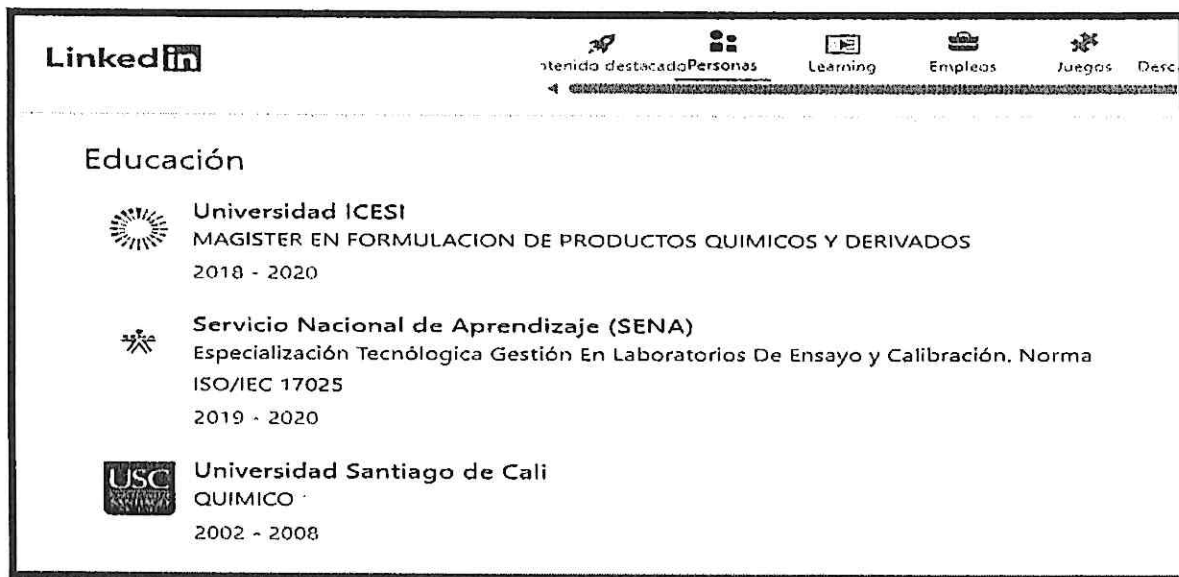 Linked in
ntenido destacado Personas Learning Empleos Juegos Desc
Educación
Universidad ICESI
MAGISTER EN FORMULACION DE PRODUCTOS QUIMICOS Y DERIVADOS
2018 - 2020
Servicio Nacional de Aprendizaje (SENA)
Especialización Tecnólogica Gestión En Laboratorios De Ensayo y Calibración. Norma
ISO/IEC 17025
2019 - 2020
USC
Universidad Santiago de Cali
QUIMICO
2002 - 2008